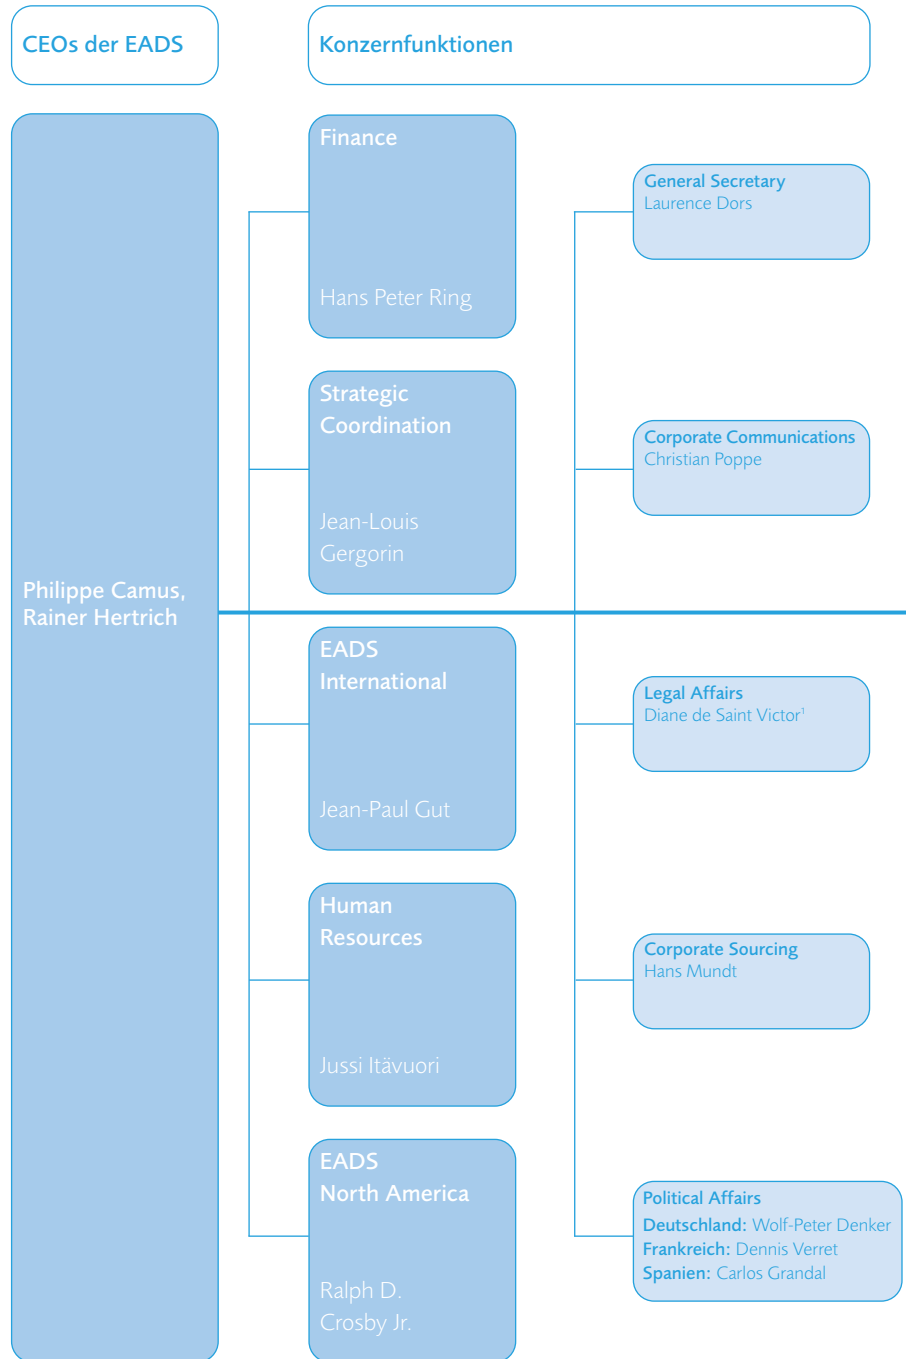 CEOs der EADS
Konzernfunktionen
Philippe Camus,
Rainer Hertrich
Finance
Hans Peter Ring
Strategic
Coordination
Jean-Louis
Gergorin
EADS
International
Jean-Paul Gut
Human
Resources
Jussi Itävuori
EADS
North America
Ralph D.
Crosby Jr.
General Secretary
Laurence Dors
Corporate Communications
Christian Poppe
Legal Affairs
Diane de Saint Victor¹
Corporate Sourcing
Hans Mundt
Political Affairs
Deutschland: Wolf-Peter Denker
Frankreich: Dennis Verret
Spanien: Carlos Grandal